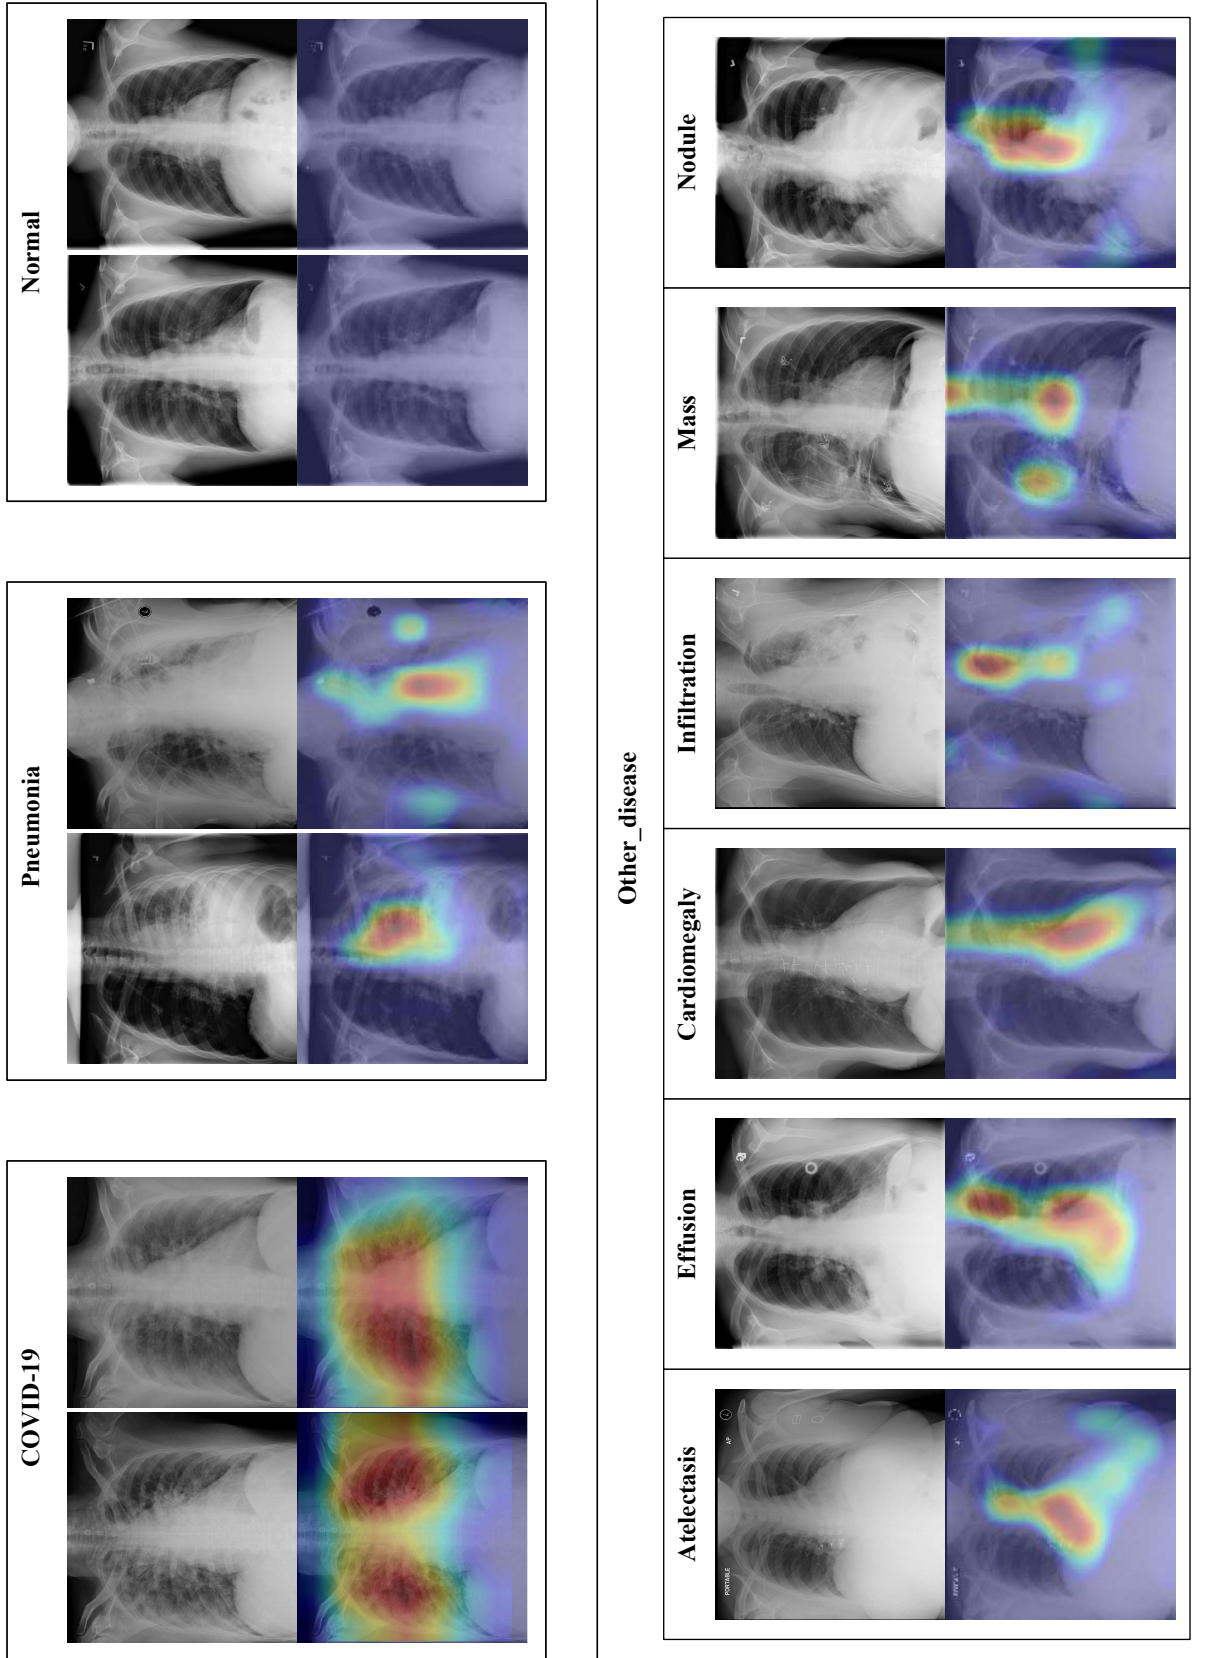 COVID-19
Pneumonia
Normal
Other_disease
Atelectasis
Effusion
Cardiomegaly
Infiltration
Mass
Nodule
PORTABLE
AP